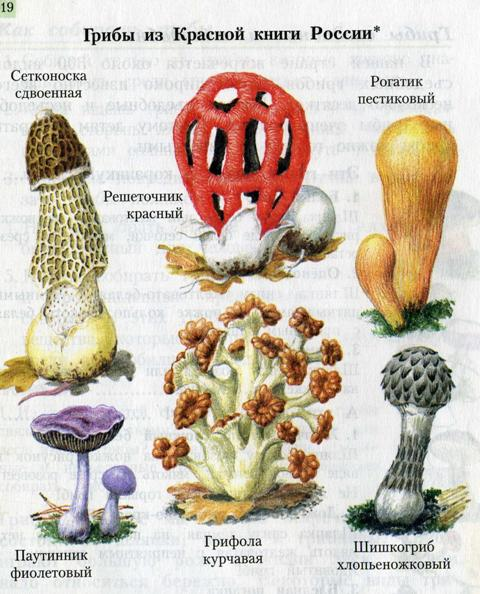 19
Грибы из Красной книги России*
Сетконоска
сдвоенная
Решеточник
красный
Рогатик
пестиковый
Паутинник
фиолетовый
Грифола
курчавая
Шишкогриб
хлопьеножковый